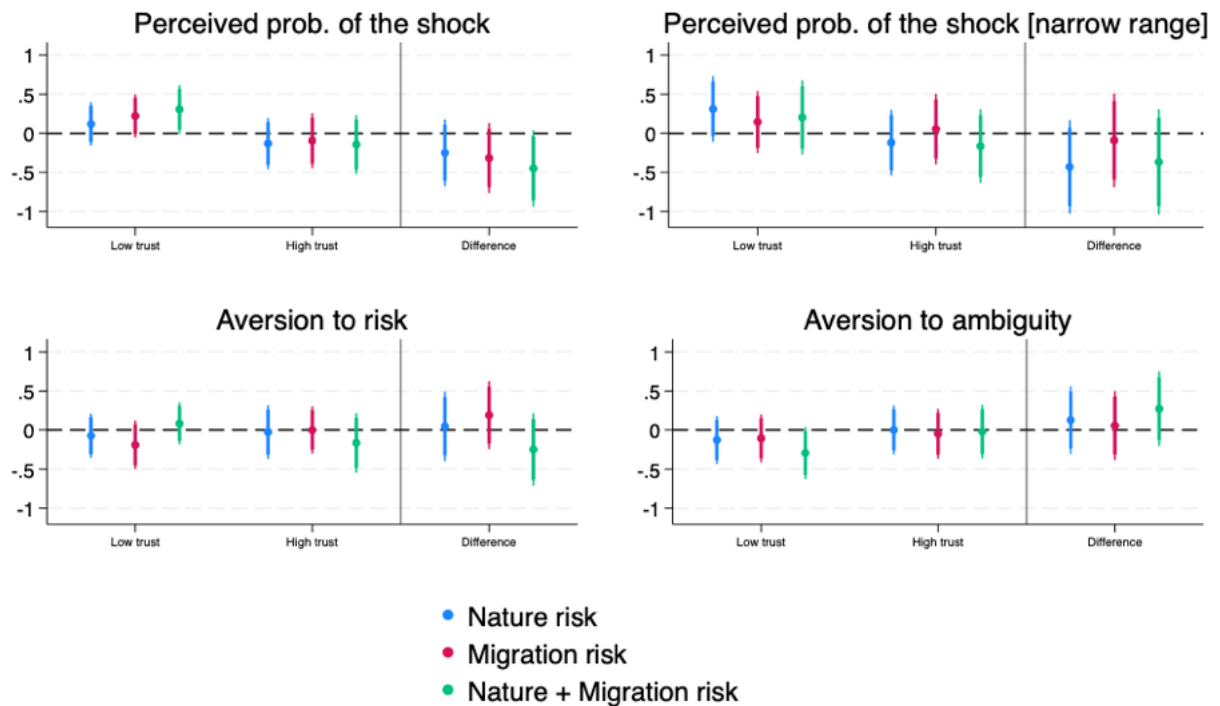 Perceived prob. of the shock
1
.5
0
-.5
-1
Low trust
High trust
Difference
Perceived prob. of the shock [narrow range]
1
.5
0
-.5
-1
Low trust
High trust
Difference
Aversion to risk
1
.5
0
-.5
-1
Low trust
High trust
Difference
Aversion to ambiguity
1
.5
0
-.5
-1
Low trust
High trust
Difference
Nature risk
Migration risk
Nature + Migration risk